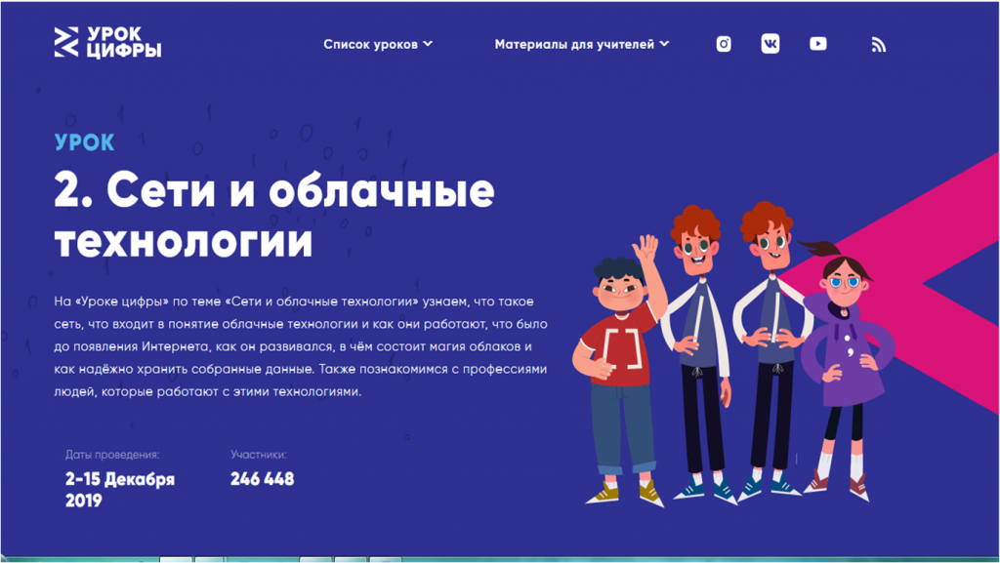 УРОК
ЦИФРЫ
Список уроков
Материалы для учителей
УРОК
2. Сети и облачные
технологии
На «Уроке цифры» по теме «Сети и облачные технологии» узнаем, что такое
сеть, что входит в понятие облачные технологии и как они работают, что было
до появления Интернета, как он развивался, в чём состоит магия облаков и
как надёжно хранить собранные данные. Также познакомимся с профессиями
людей, которые работают с этими технологиями.
Даты проведения:
Участники:
2-15 Декабря
246 448
2019